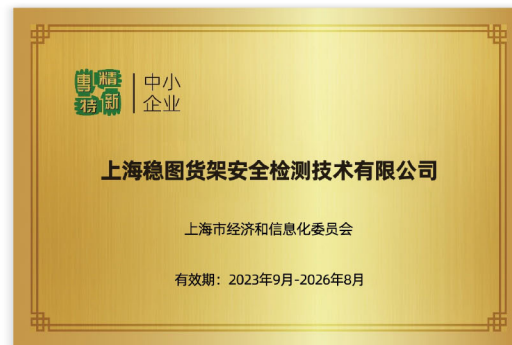 專精特新
中小
企业
上海稳图货架安全检测技术有限公司
上海市经济和信息化委员会
有效期：2023年9月-2026年8月